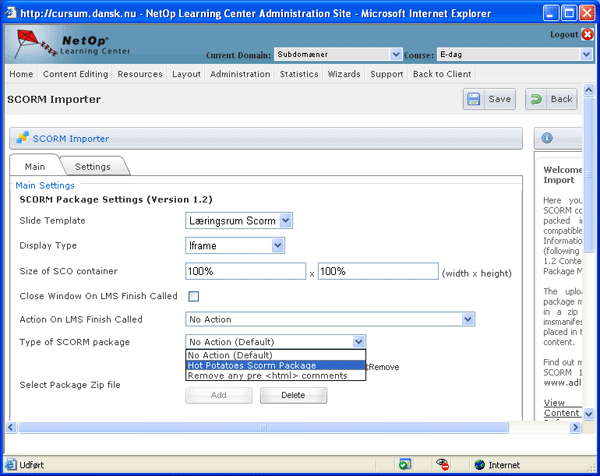 http://cursum.dansk.nu - NetOp Learning Center Administration Site - Microsoft Internet Explorer
Logout
NetOp®
Learning Center
Current Domain: Subdomæner Course: E-dag
Home Content Editing Resources Layout Administration Statistics Wizards Support Back to Client
SCORM Importer Save Back
SCORM Importer
Main Settings
Main Settings
SCORM Package Settings (Version 1.2)
Slide Template Læringsrum Scorm
Display Type Iframe
Size of SCO container 100% x 100% (width x height)
Close Window On LMS Finish Called
Action On LMS Finish Called No Action
Type of SCORM package No Action (Default)
No Action (Default)
Hot Potatoes Scorm Package
Remove any pre <html> comments
Remove
Select Package Zip file
Add Delete
Welcome
Import
Here you
SCORM co
packed in
compatible
Information
(following
1.2 Conten
Package M
The uploa
package m
in a zip
imsmanifes
placed in t
content.
Find out m
SCORM 1
www.adl
View
Content
Udført Internet